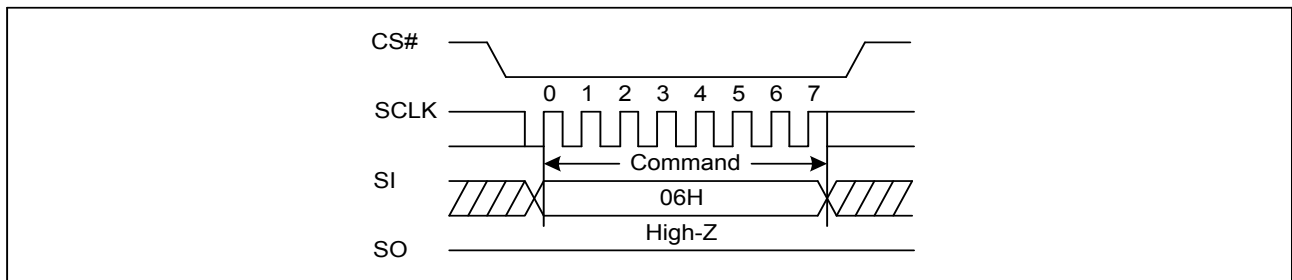 CS#
0 1 2 3 4 5 6 7
SCLK
Command
SI
06H
High-Z
SO